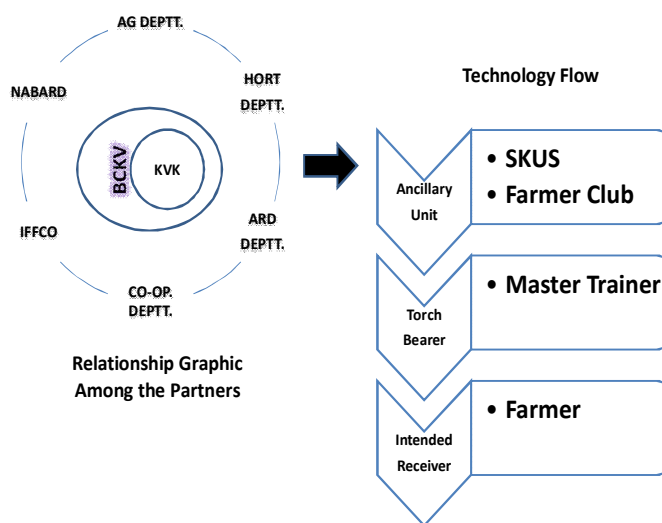 AG DEPTT.
HORT
DEPTT.
NABARD
BCKV
KVK
IFFCO
ARD
DEPTT.
CO-OP.
DEPTT.
Relationship Graphic
Among the Partners
Technology Flow
Ancillary
Unit
• SKUS
• Farmer Club
Torch
Bearer
• Master Trainer
Intended
Receiver
• Farmer